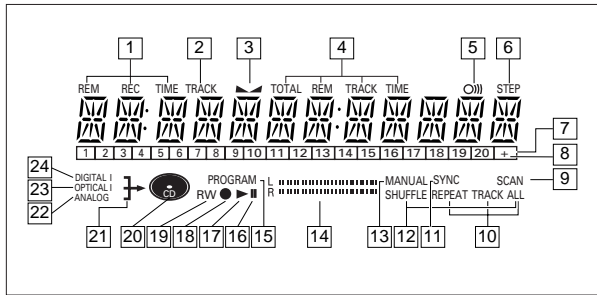 1 2 3 4 5 6
REM REC TIME TRACK TOTAL REM TRACK TIME STEP
1 2 3 4 5 6 7 8 9 10 11 12 13 14 15 16 17 18 19 20 +
7
8
24 DIGITAL I PROGRAM L MANUAL SYNC SCAN 9
23 OPTICAL I CD RW R SHUFFLE REPEAT TRACK ALL
22 ANALOG
21 20 19 18 17 16 15 14 13 12 11 10